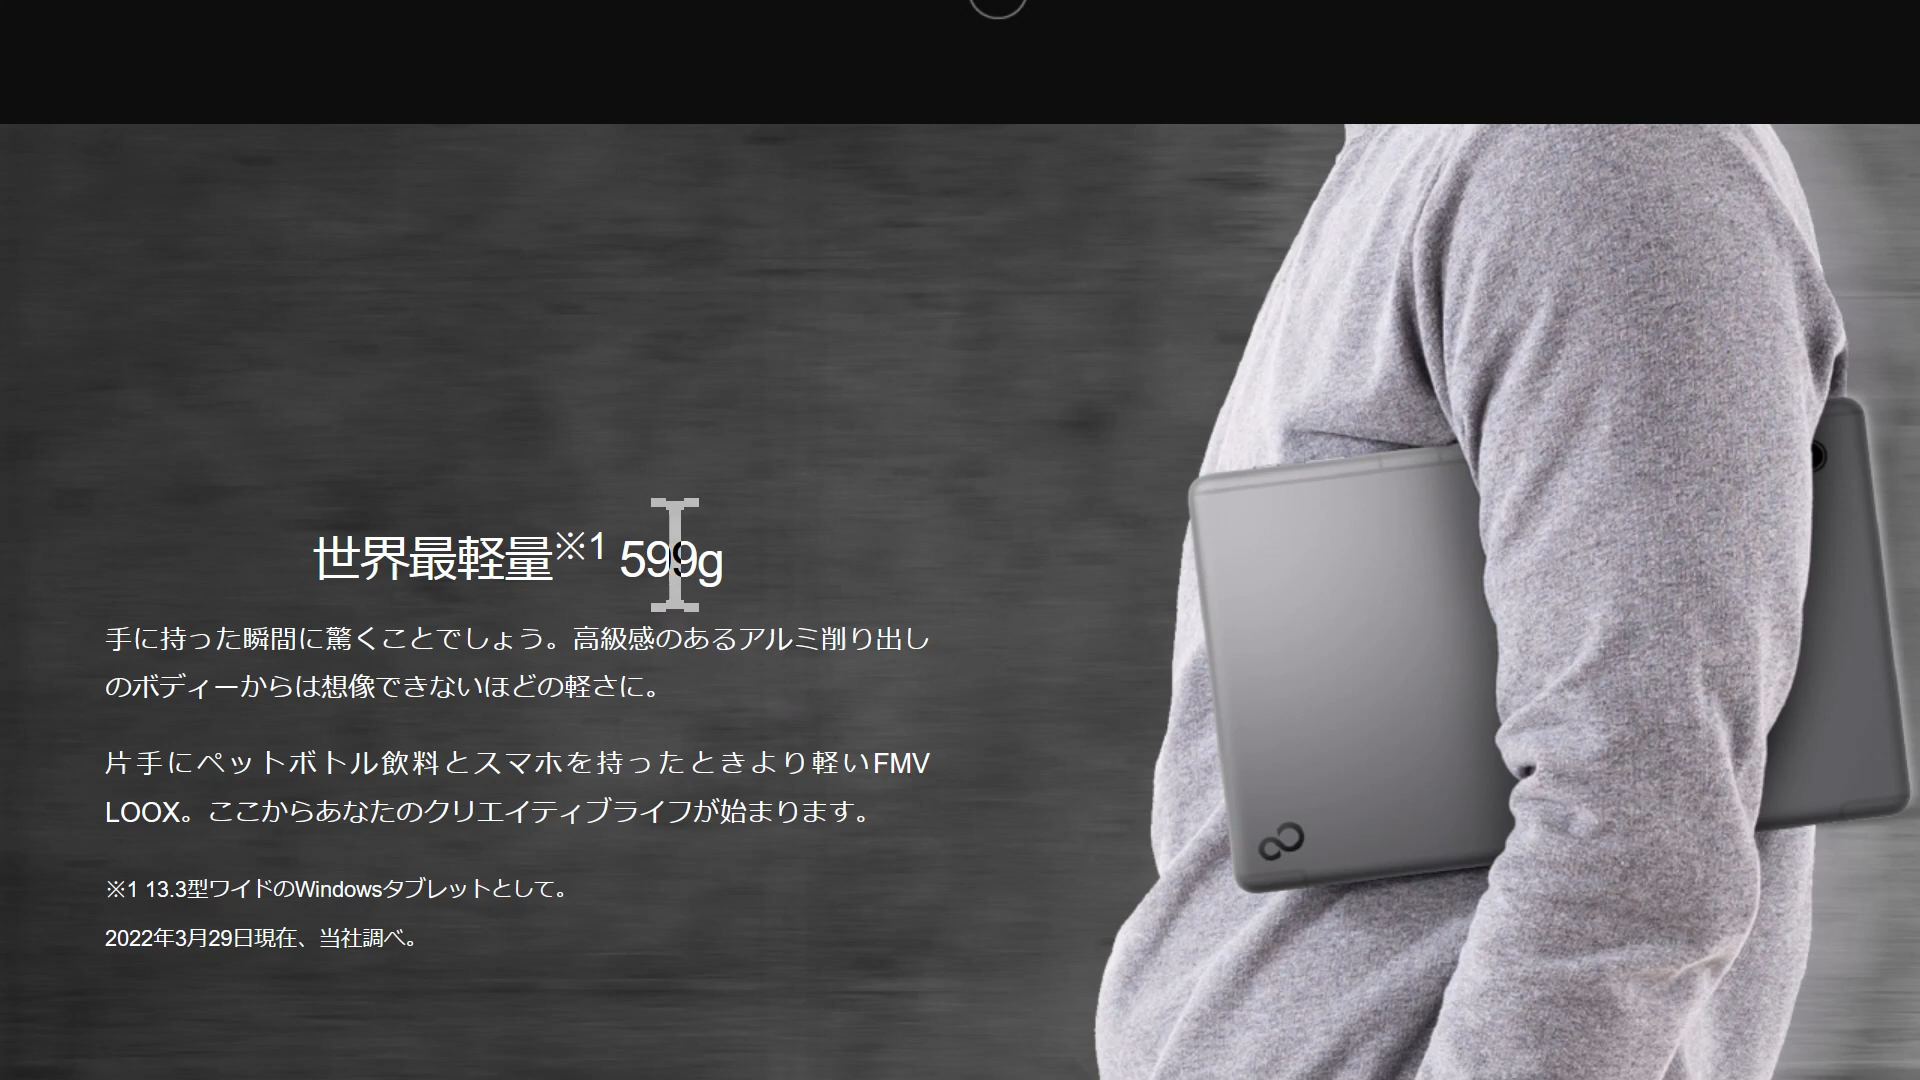 世界最軽量※1 599g
手に持った瞬間に驚くことでしょう。高級感のあるアルミ削り出し
のボディーからは想像できないほどの軽さに。
片手にペットボトル飲料とスマホを持ったときより軽いFMV
LOOX。ここからあなたのクリエイティブライフが始まります。
※1 13.3型ワイドのWindowsタブレットとして。
2022年3月29日現在、当社調べ。